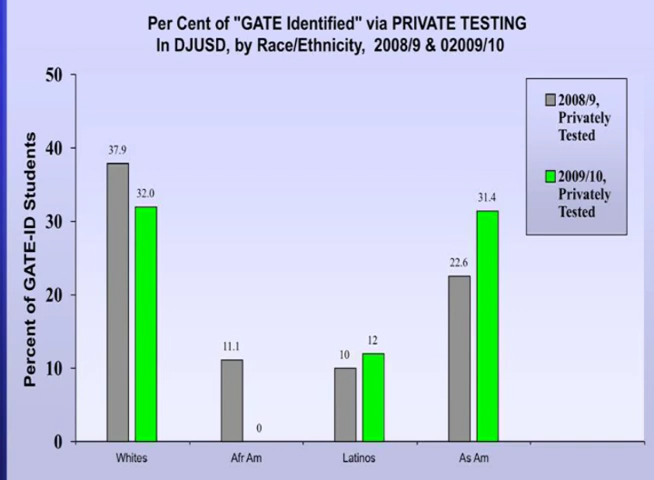 Per Cent of "GATE Identified" via PRIVATE TESTING
In DJUSD, by Race/Ethnicity, 2008/9 & 02009/10
Percent of GATE-ID Students
50
40
30
20
10
0
37.9
32.0
11.1
0
10
12
22.6
31.4
Whites
Afr Am
Latinos
As Am
2008/9,
Privately
Tested
2009/10,
Privately
Tested